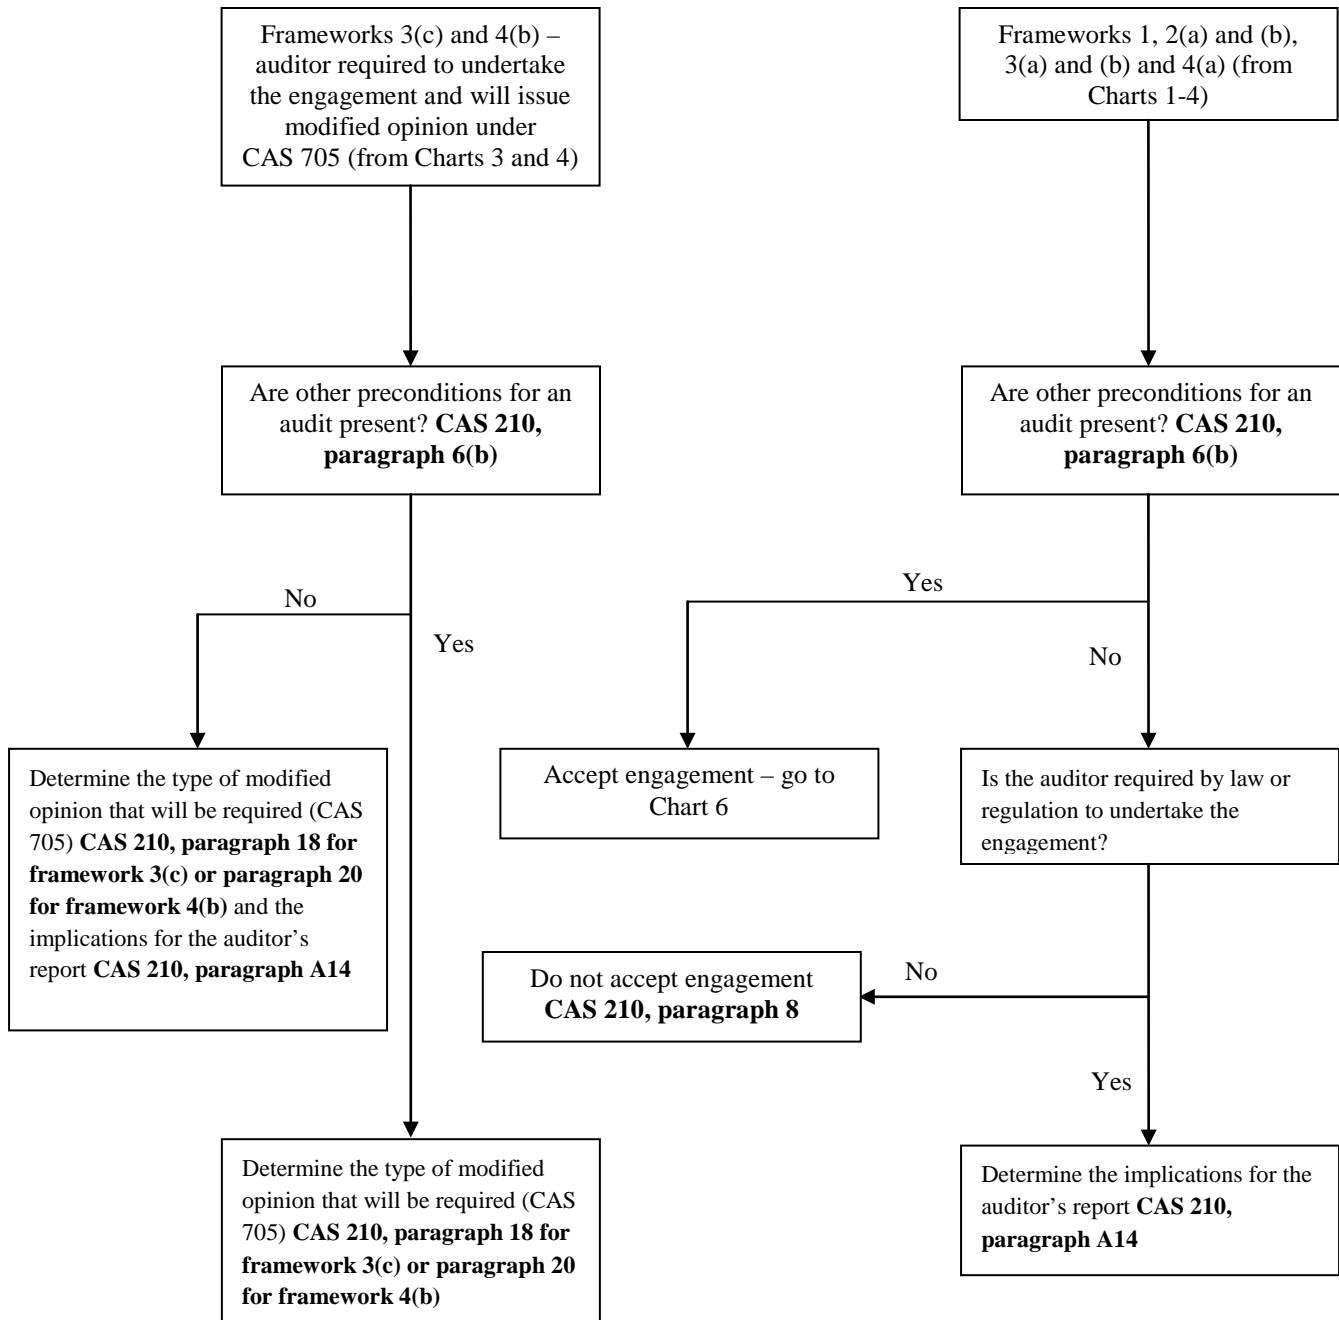 Frameworks 3(c) and 4(b) –
auditor required to undertake
the engagement and will issue
modified opinion under
CAS 705 (from Charts 3 and 4)
Frameworks 1, 2(a) and (b),
3(a) and (b) and 4(a) (from
Charts 1-4)
Are other preconditions for an
audit present? CAS 210,
paragraph 6(b)
Are other preconditions for an
audit present? CAS 210,
paragraph 6(b)
No
Yes
Yes
No
Determine the type of modified
opinion that will be required (CAS
705) CAS 210, paragraph 18 for
framework 3(c) or paragraph 20
for framework 4(b) and the
implications for the auditor’s
report CAS 210, paragraph A14
Accept engagement – go to
Chart 6
Is the auditor required by law or
regulation to undertake the
engagement?
Do not accept engagement
CAS 210, paragraph 8
No
Yes
Determine the type of modified
opinion that will be required (CAS
705) CAS 210, paragraph 18 for
framework 3(c) or paragraph 20
for framework 4(b)
Determine the implications for the
auditor’s report CAS 210,
paragraph A14